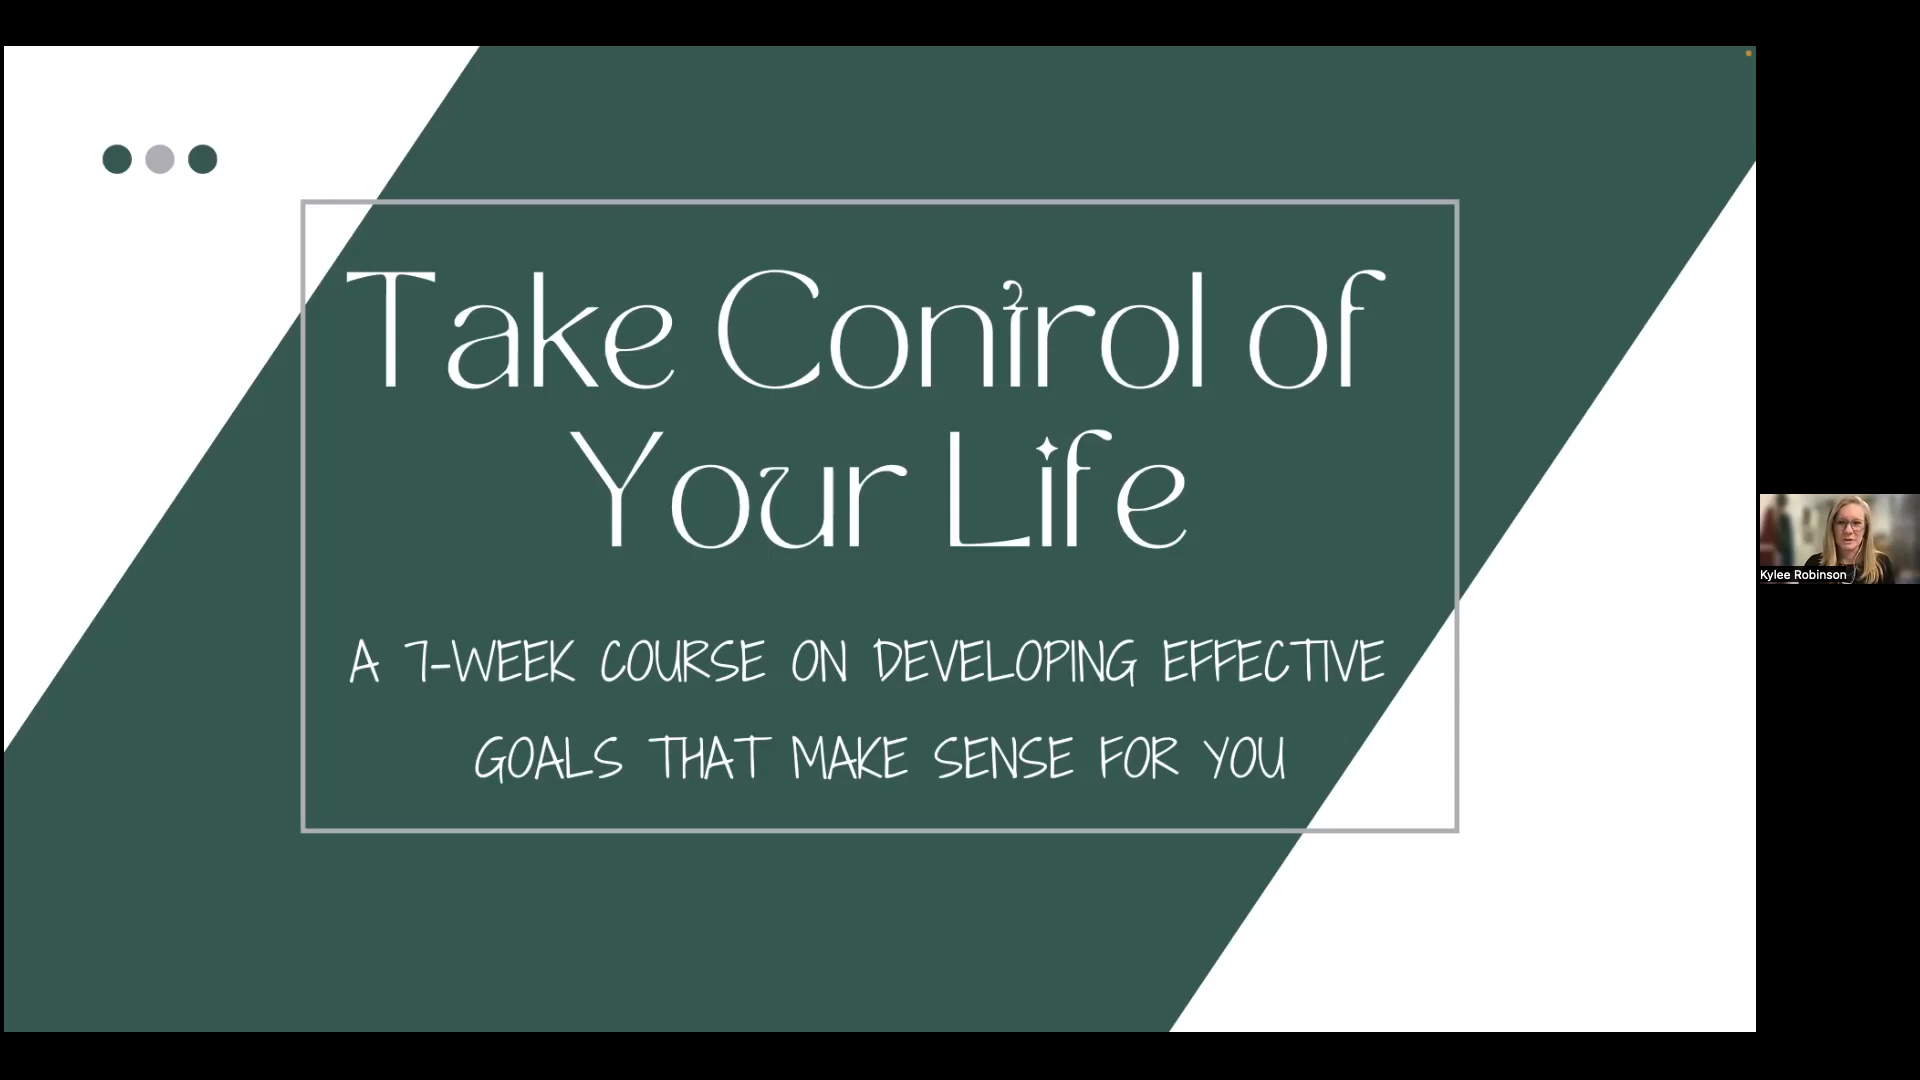 Take Control of
Your Life
A 7-WEEK COURSE ON DEVELOPING EFFECTIVE
GOALS THAT MAKE SENSE FOR YOU
Kylee Robinson